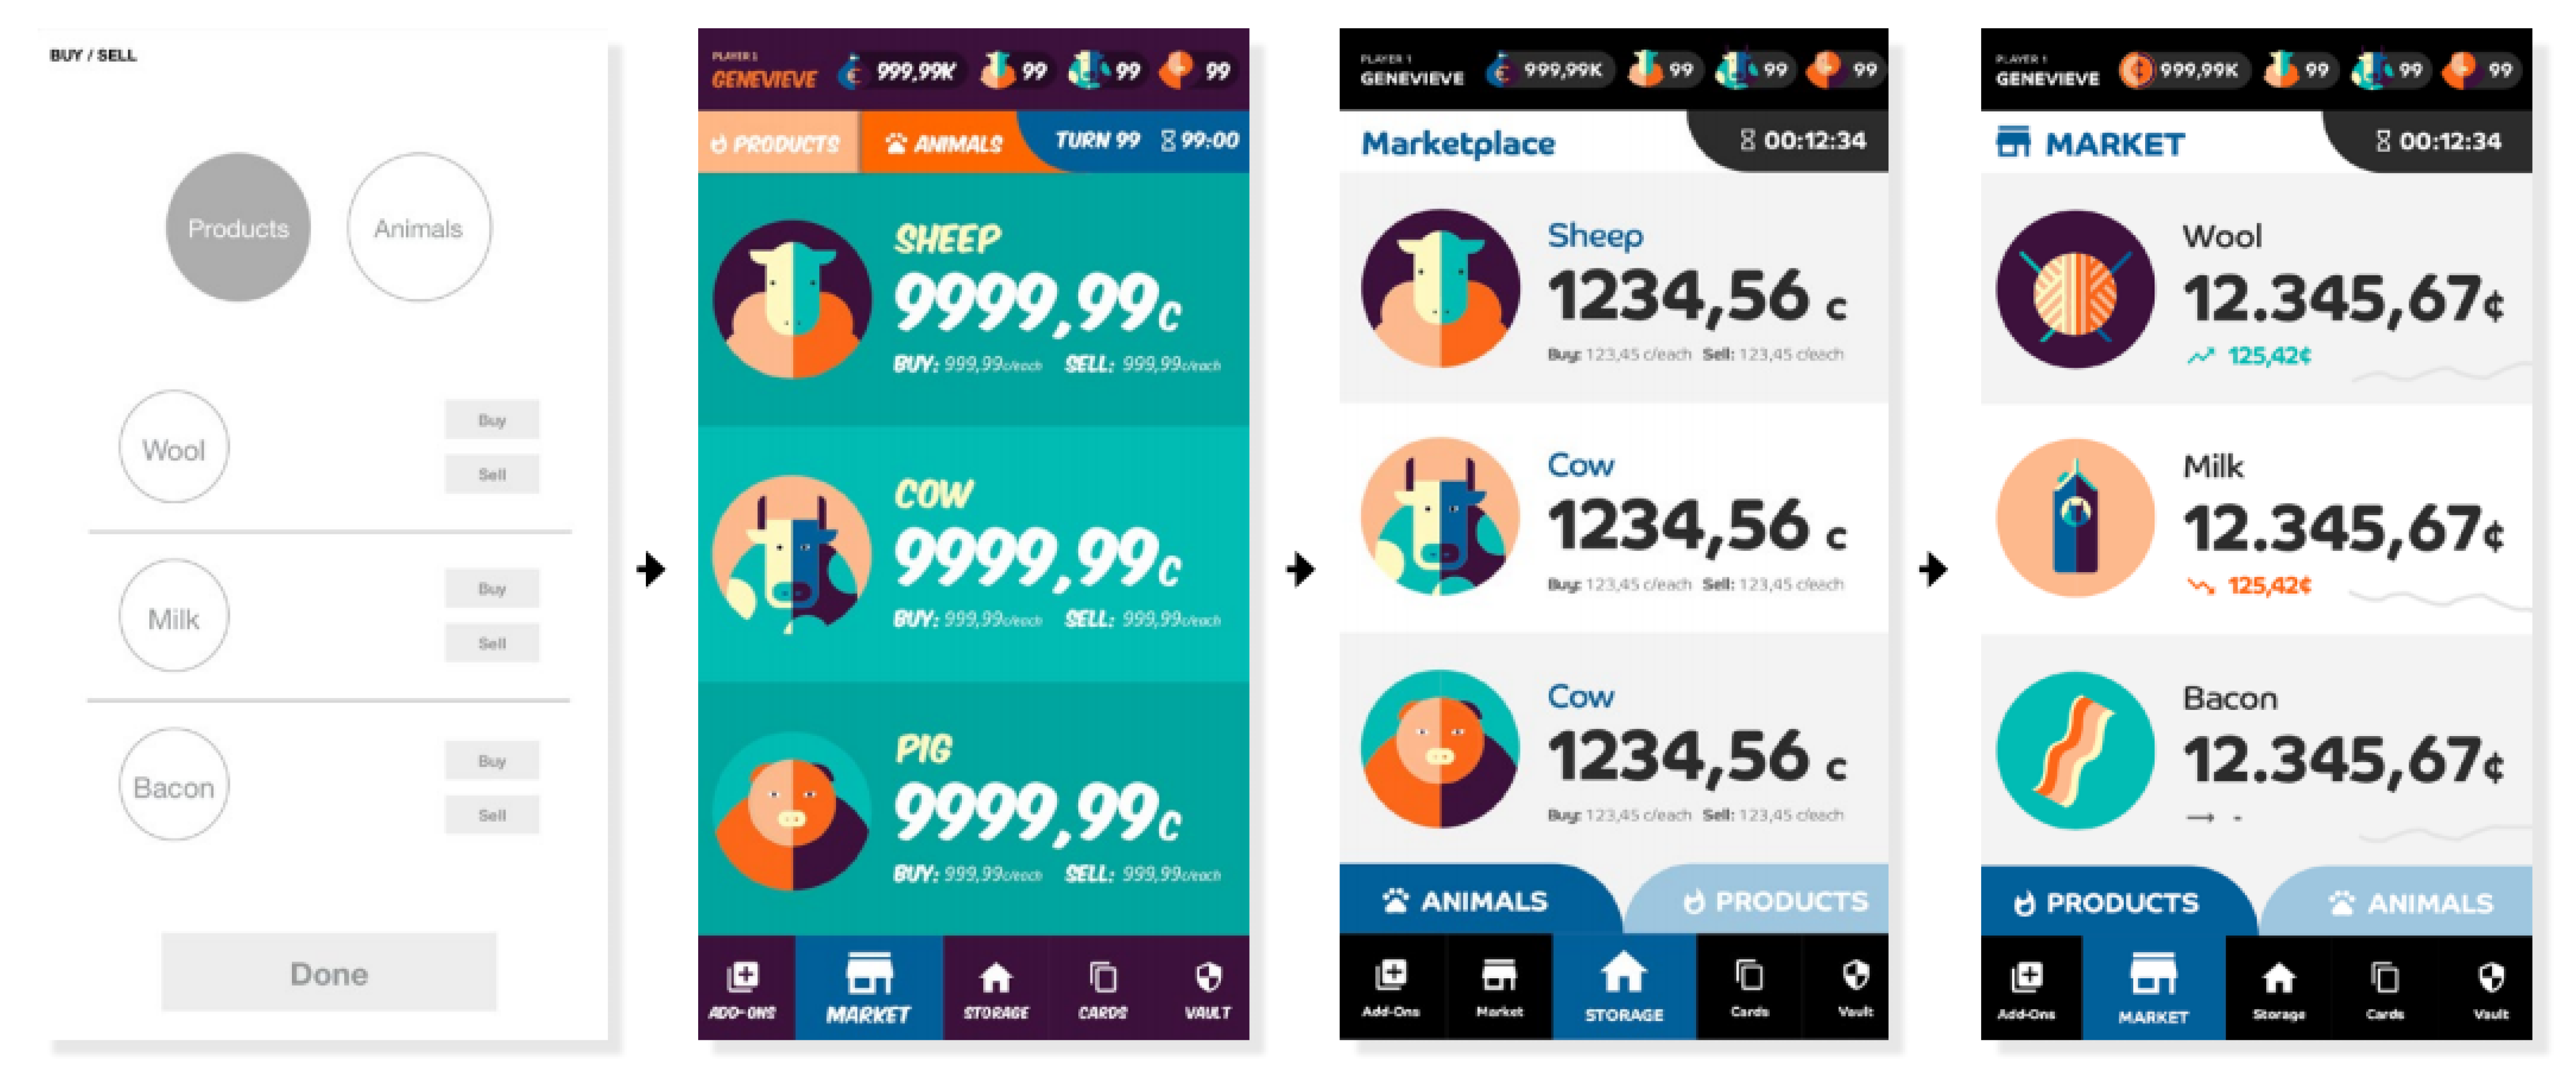 BUY / SELL
Products
Animals
Wool
Buy
Sell
Milk
Buy
Sell
Bacon
Buy
Sell
Done
PLAYER 1
GENEVIEVE
999,99K 99 99 99
PRODUCTS ANIMALS TURN 99 99:00
SHEEP
9999,99c
BUY: 999,99c/each SELL: 999,99c/each
COW
9999,99c
BUY: 999,99c/each SELL: 999,99c/each
PIG
9999,99c
BUY: 999,99c/each SELL: 999,99c/each
ADD-ONS MARKET STORAGE CARDS VAULT
PLAYER 1
GENEVIEVE
999,99K 99 99 99
Marketplace 00:12:34
Sheep
1234,56 c
Buy: 123,45 c/each Sell: 123,45 c/each
Cow
1234,56 c
Buy: 123,45 c/each Sell: 123,45 c/each
Cow
1234,56 c
Buy: 123,45 c/each Sell: 123,45 c/each
ANIMALS PRODUCTS
Add-Ons Market STORAGE Cards Vault
PLAYER 1
GENEVIEVE
999,99K 99 99 99
MARKET 00:12:34
Wool
12.345,67¢
125,42¢
Milk
12.345,67¢
125,42¢
Bacon
12.345,67¢
-
PRODUCTS ANIMALS
Add-Ons MARKET Storage Cards Vault